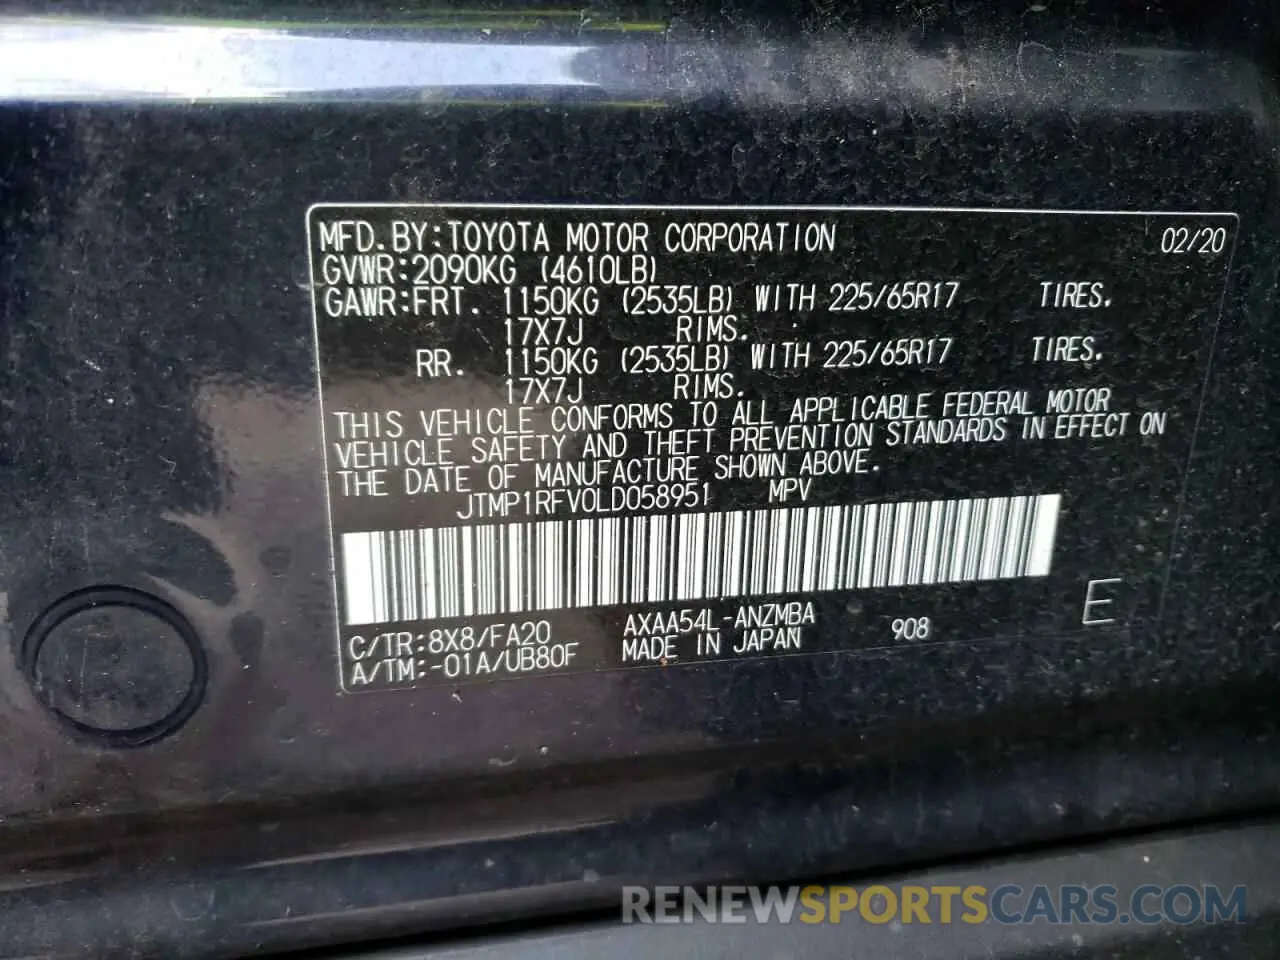 MFD.BY:TOYOTA MOTOR CORPORATION 02/20
GVWR:2090KG (4610LB)
GAWR:FRT. 1150KG (2535LB) WITH 225/65R17 TIRES.
17X7J RIMS.
RR. 1150KG (2535LB) WITH 225/65R17 TIRES.
17X7J RIMS.
THIS VEHICLE CONFORMS TO ALL APPLICABLE FEDERAL MOTOR
VEHICLE SAFETY AND THEFT PREVENTION STANDARDS IN EFFECT ON
THE DATE OF MANUFACTURE SHOWN ABOVE.
JTMP1RFV0LD058951 MPV
C/TR:8X8/FA20 AXAA54L-ANZMBA 908 E
A/TM:-01A/UB80F MADE IN JAPAN
RENEWSPORTSCARS.COM